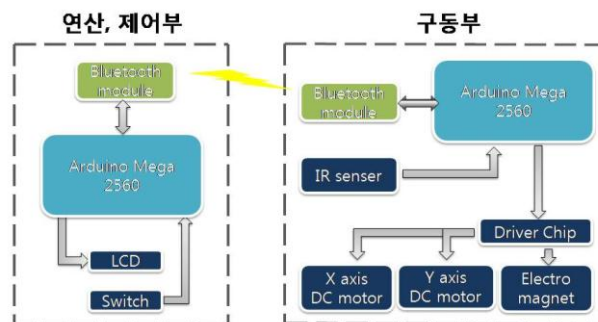 연산, 제어부
Bluetooth
module
Arduino Mega
2560
LCD
Switch
구동부
Bluetooth
module
Arduino Mega
2560
IR senser
Driver Chip
X axis
DC motor
Y axis
DC motor
Electro
magnet